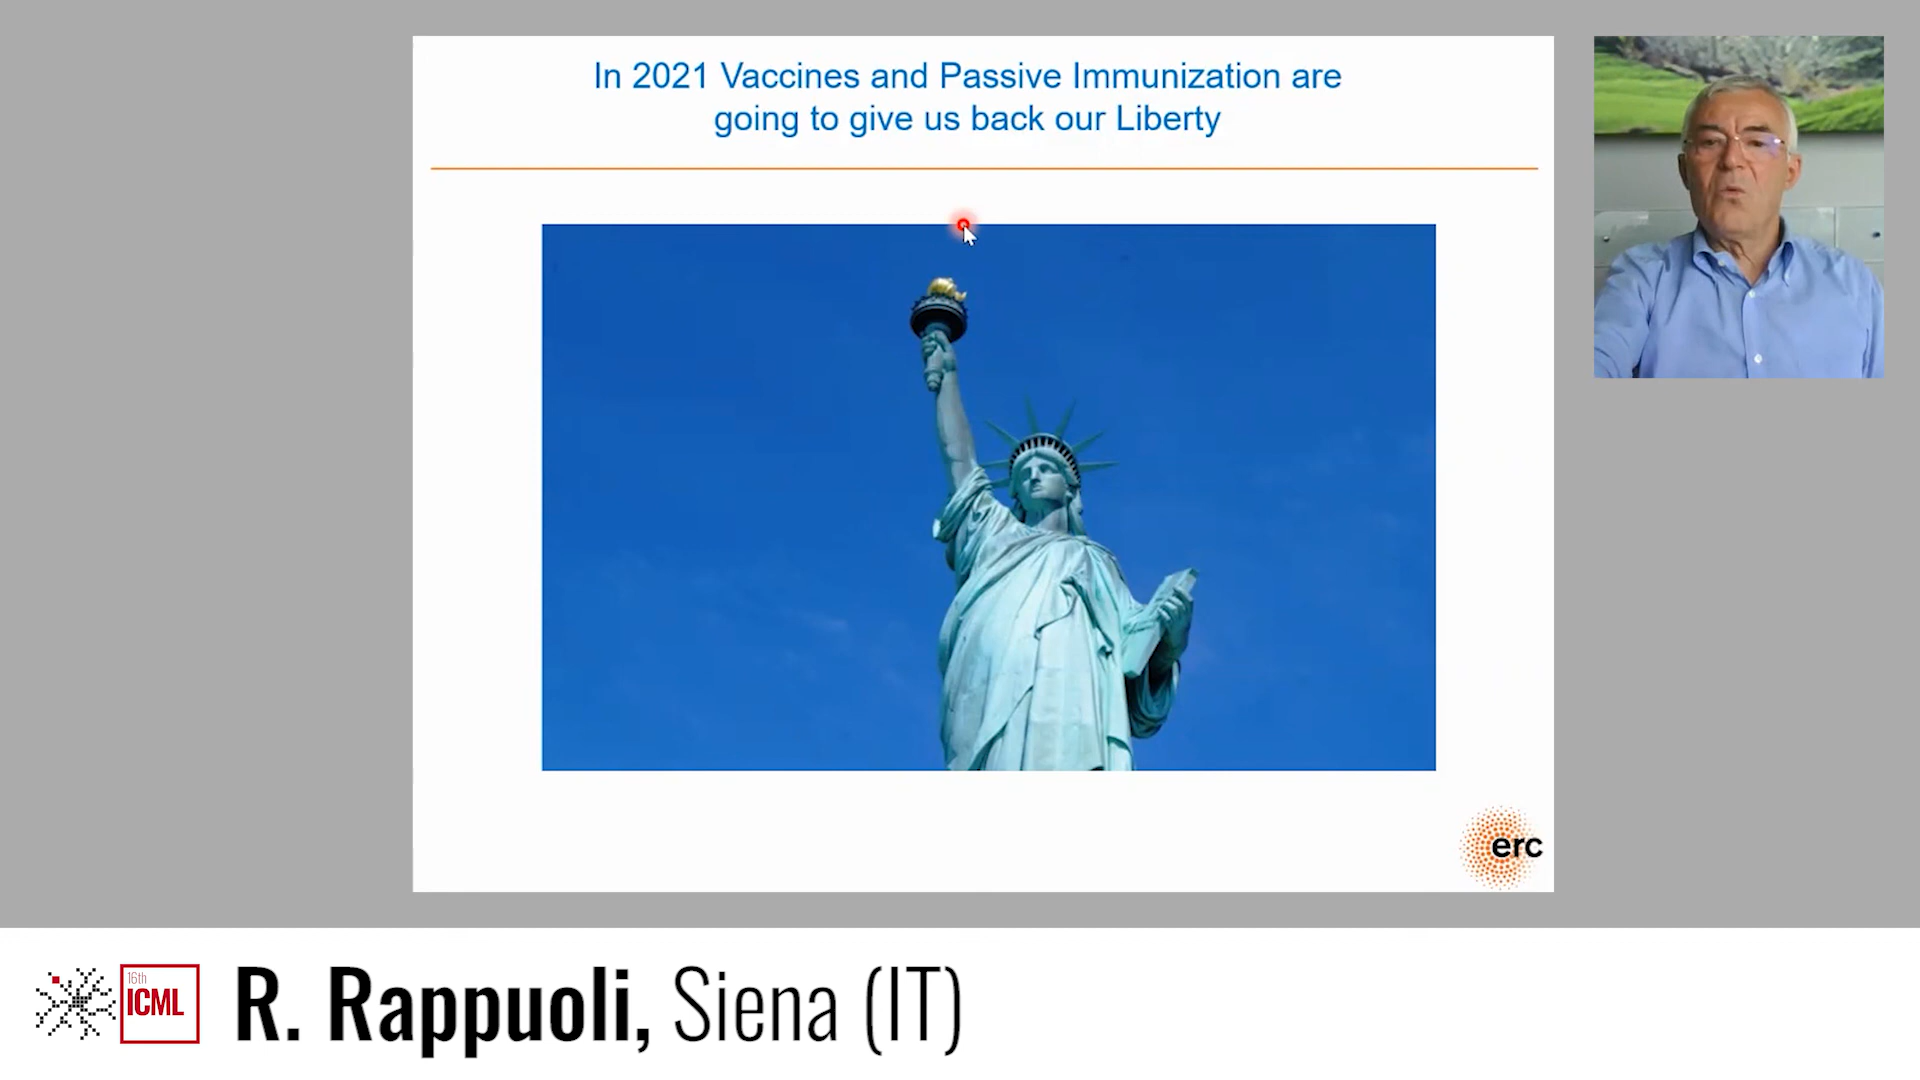 In 2021 Vaccines and Passive Immunization are
going to give us back our Liberty
erc
16th
ICML
R. Rappuoli, Siena (IT)